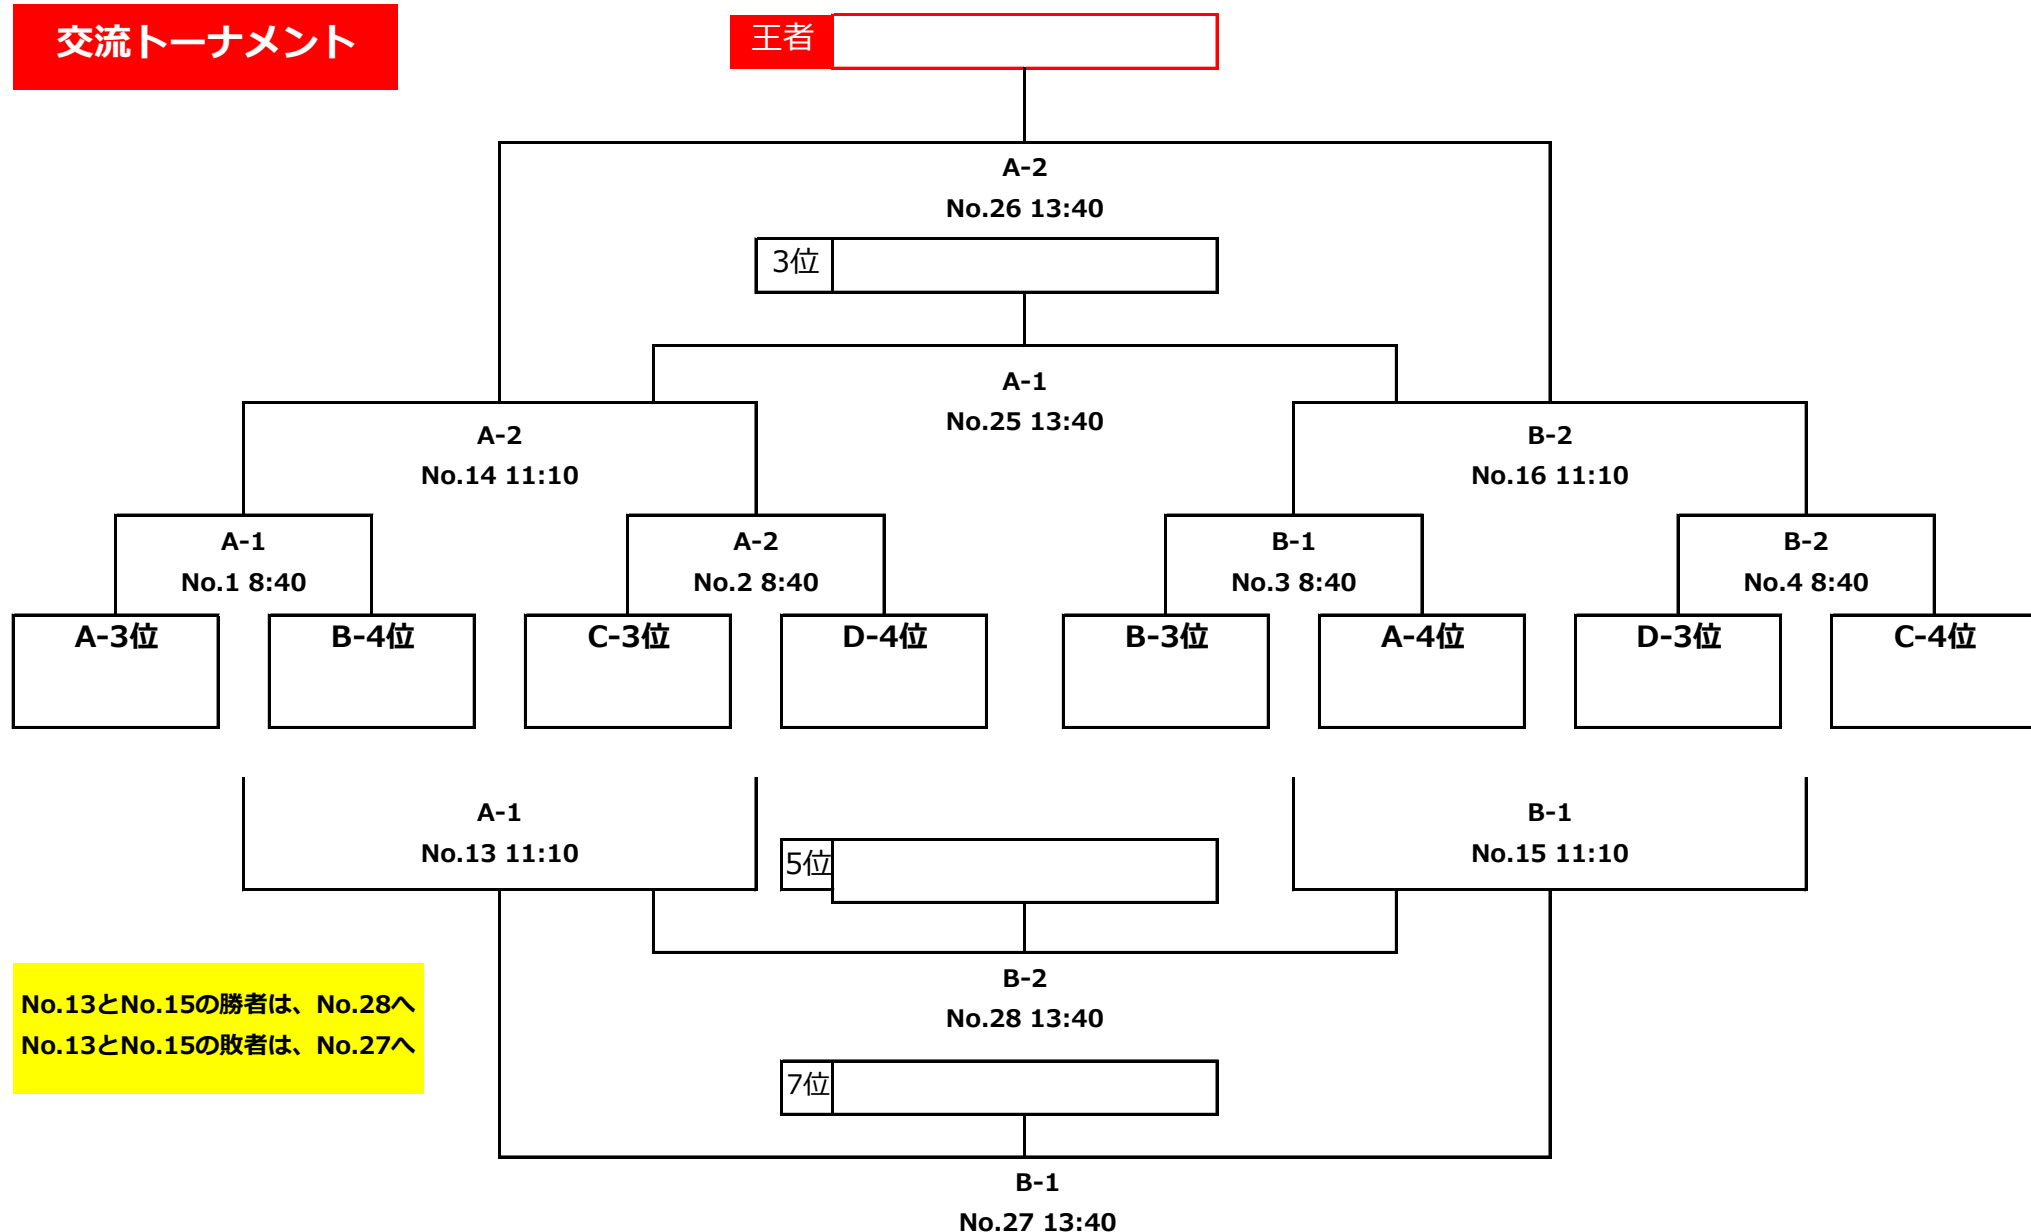 交流トーナメント
王者
A-2
No.26 13:40
3位
A-1
No.25 13:40
A-2
No.14 11:10
B-2
No.16 11:10
A-1
No.1 8:40
A-2
No.2 8:40
B-1
No.3 8:40
B-2
No.4 8:40
A-3位
B-4位
C-3位
D-4位
B-3位
A-4位
D-3位
C-4位
A-1
No.13 11:10
5位
B-1
No.15 11:10
No.13とNo.15の勝者は、No.28へ
No.13とNo.15の敗者は、No.27へ
B-2
No.28 13:40
7位
B-1
No.27 13:40